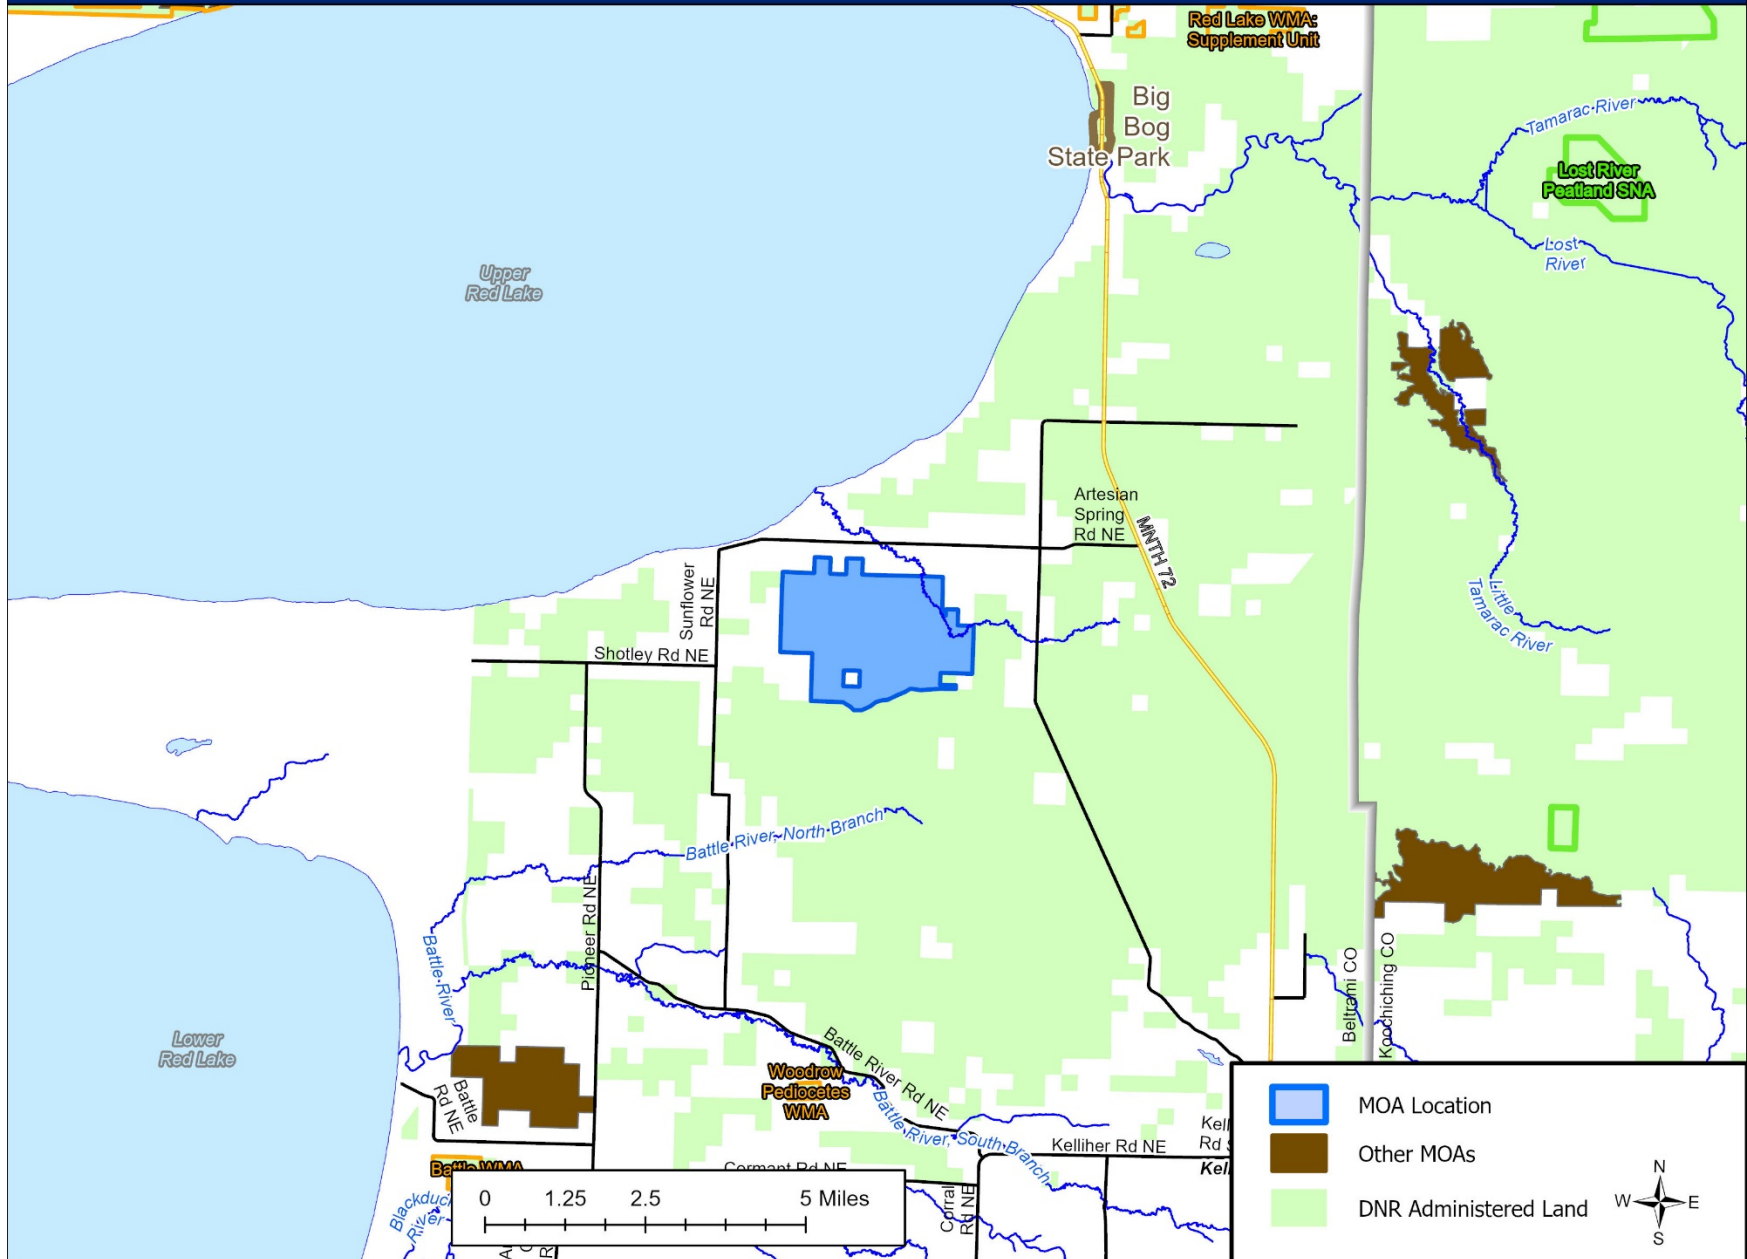 Red Lake WMA:
Supplement Unit
Big
Bog
State Park
Tamarac River
Lost River
Peatland SNA
Lost
River
Upper
Red Lake
Artesian
Spring
Rd NE
MNTH 72
Sunflower
Rd NE
Shotley Rd NE
Little
Tamarac River
Battle River, North Branch
Pioneer Rd NE
Battle River
Beltrami CO
Koochiching CO
Lower
Red Lake
Battle River Rd NE
Woodrow
Pediocetes
WMA
Battle
Rd NE
Battle River, South Branch
Kelliher Rd NE
Kell
Rd
Kel
Battle WMA
Cormant Rd NE
Blackduc
River
Corral
Rd NE
0 1.25 2.5 5 Miles
MOA Location
Other MOAs
DNR Administered Land
N
W E
S